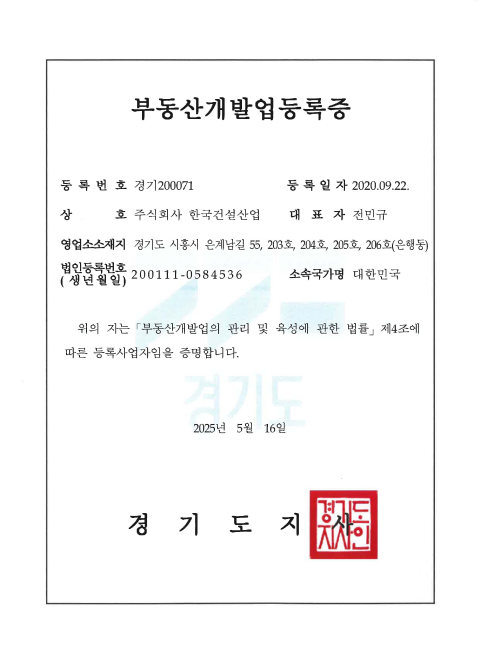 부동산개발업등록증
등 록 번 호 경기200071 등 록 일 자 2020.09.22.
상 호 주식회사 한국건설산업 대 표 자 전민규
영업소소재지 경기도 시흥시 은계남길 55, 203호, 204호, 205호, 206호(은행동)
법인등록번호
( 생년월일) 200111-0584536 소속국가명 대한민국
위의 자는「부동산개발업의 관리 및 육성에 관한 법률」제4조에
따른 등록사업자임을 증명합니다.
경기도
2025년 5월 16일
경 기 도 지 사
경기도
지사인